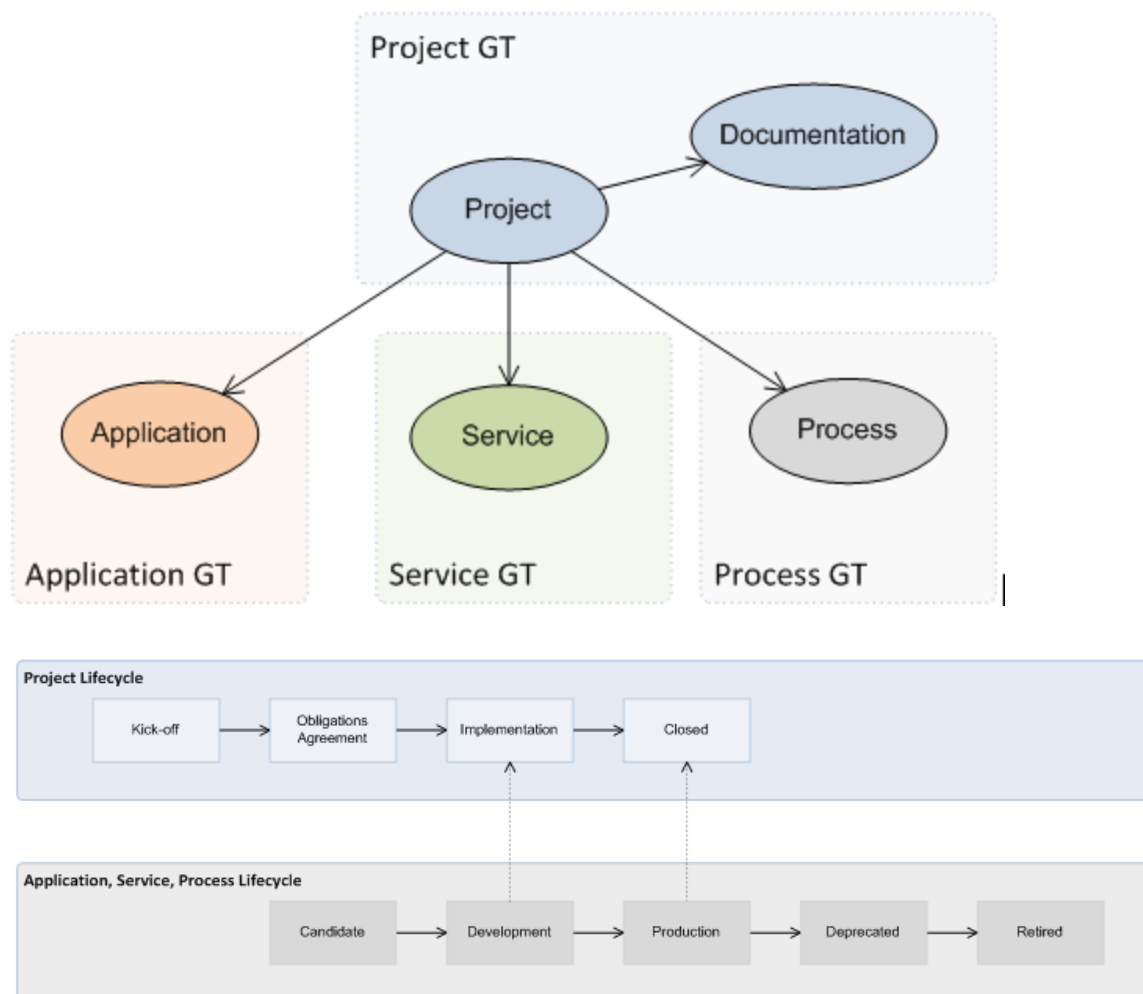 Project GT
Documentation
Project
Application
Service
Process
Application GT
Service GT
Process GT
Project Lifecycle
Kick-off
Obligations
Agreement
Implementation
Closed
Application, Service, Process Lifecycle
Candidate
Development
Production
Deprecated
Retired